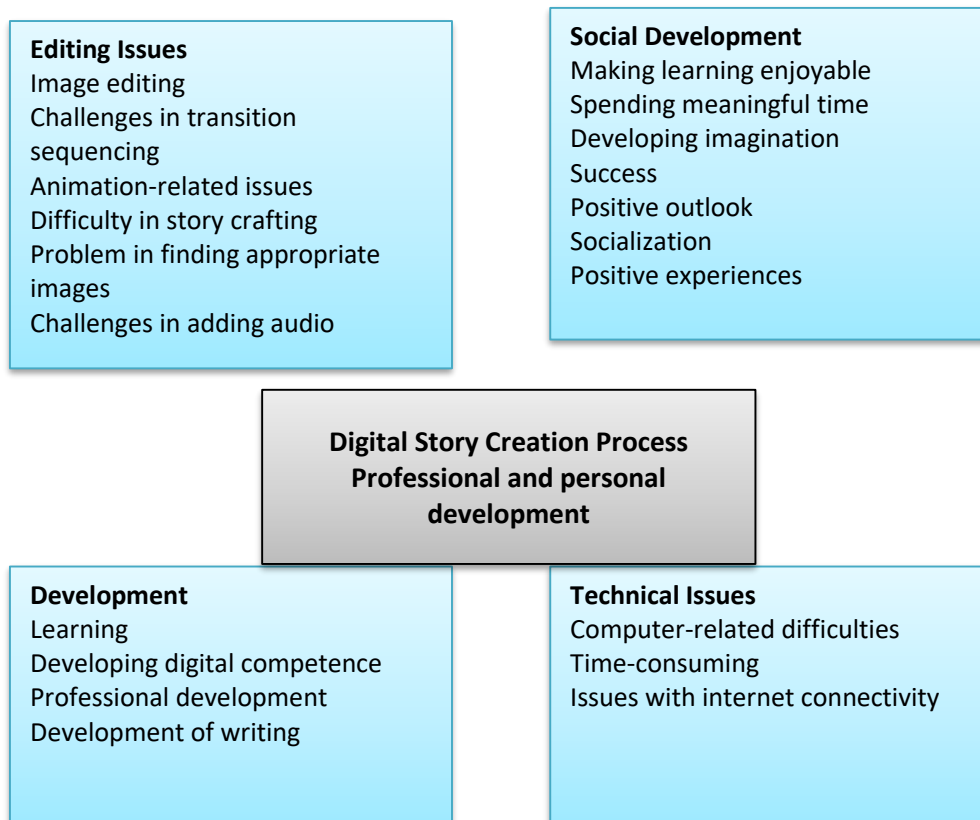 Editing Issues
Image editing
Challenges in transition
sequencing
Animation-related issues
Difficulty in story crafting
Problem in finding appropriate
images
Challenges in adding audio
Social Development
Making learning enjoyable
Spending meaningful time
Developing imagination
Success
Positive outlook
Socialization
Positive experiences
Digital Story Creation Process
Professional and personal
development
Development
Learning
Developing digital competence
Professional development
Development of writing
Technical Issues
Computer-related difficulties
Time-consuming
Issues with internet connectivity